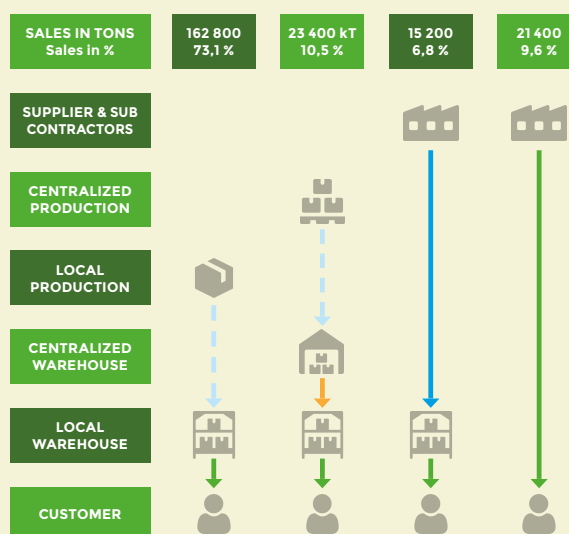 SALES IN TONS
Sales in %
162 800
73,1 %
23 400 kT
10,5 %
15 200
6,8 %
21 400
9,6 %
SUPPLIER & SUB
CONTRACTORS
CENTRALIZED
PRODUCTION
LOCAL
PRODUCTION
CENTRALIZED
WAREHOUSE
LOCAL
WAREHOUSE
CUSTOMER